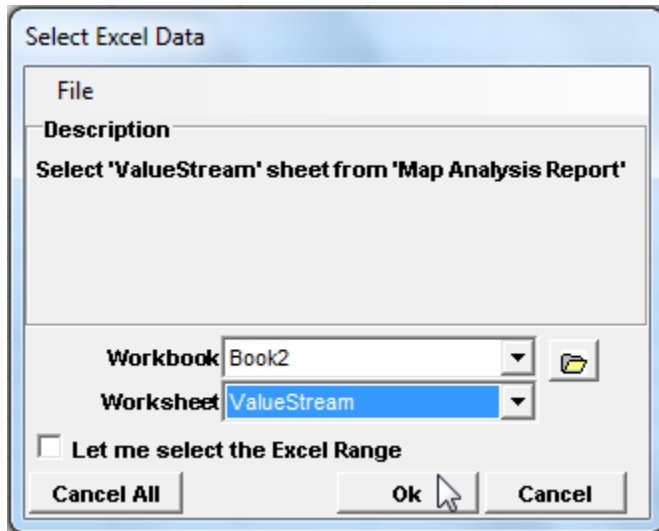 Select Excel Data
File
Description
Select 'ValueStream' sheet from 'Map Analysis Report'
Workbook Book2
Worksheet ValueStream
Let me select the Excel Range
Cancel All Ok Cancel